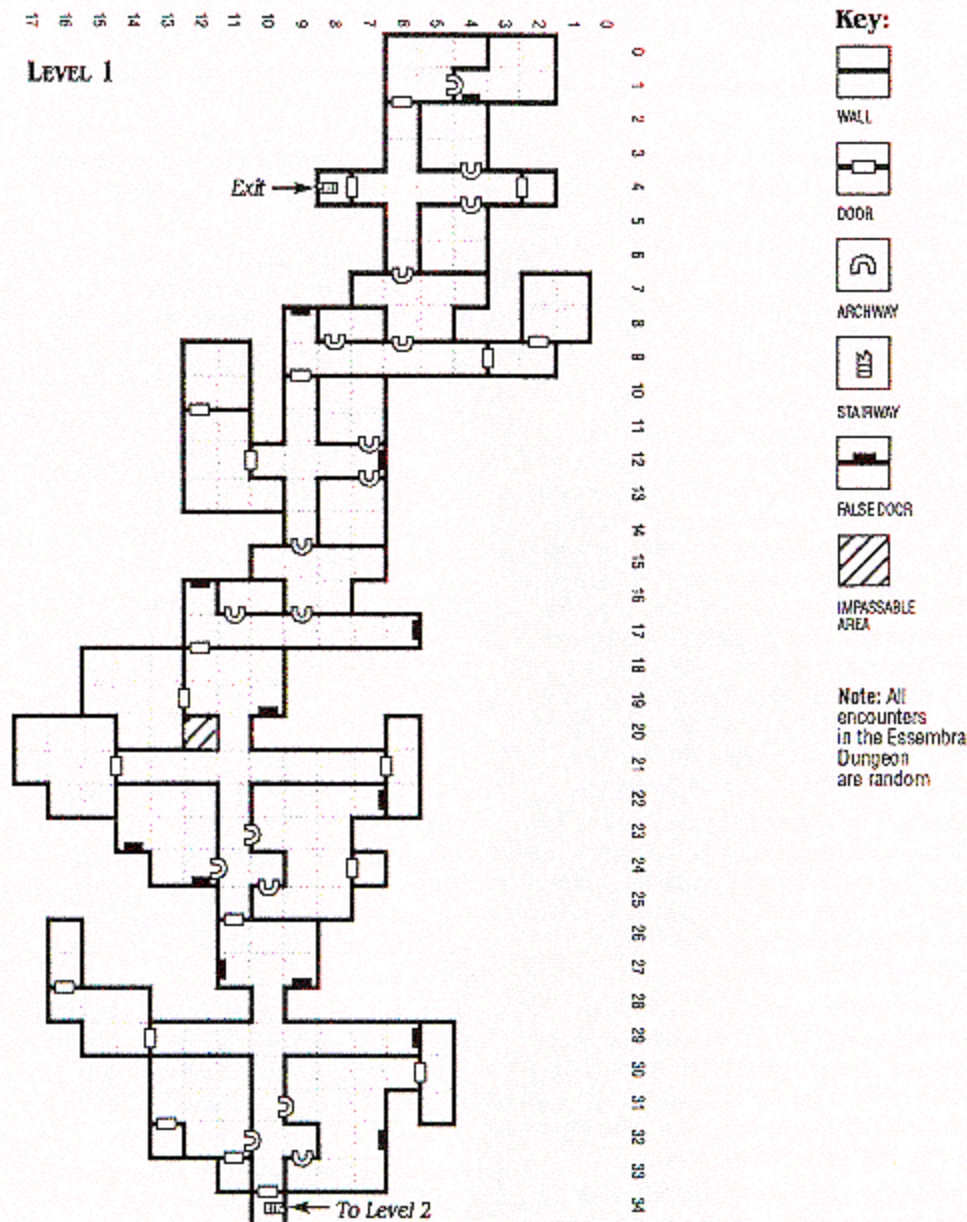 17 16 15 14 13 12 11 10 9 8 7 6 5 4 3 2 1 0
LEVEL 1
0
1
2
3
4
5
6
7
8
9
10
11
12
13
14
15
16
17
18
19
20
21
22
23
24
25
26
27
28
29
30
31
32
33
34
Exit
To Level 2
Key:
WALL
DOOR
ARCHWAY
STAIRWAY
FALSE DOOR
IMPASSABLE
AREA
Note: All
encounters
in the Essembra
Dungeon
are random